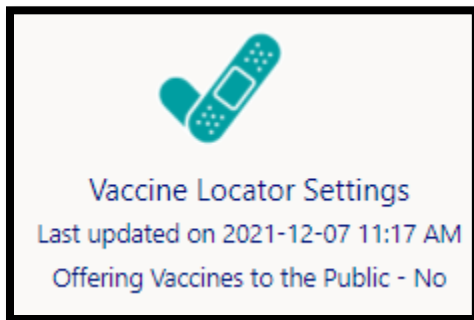 Vaccine Locator Settings
Last updated on 2021-12-07 11:17 AM
Offering Vaccines to the Public - No